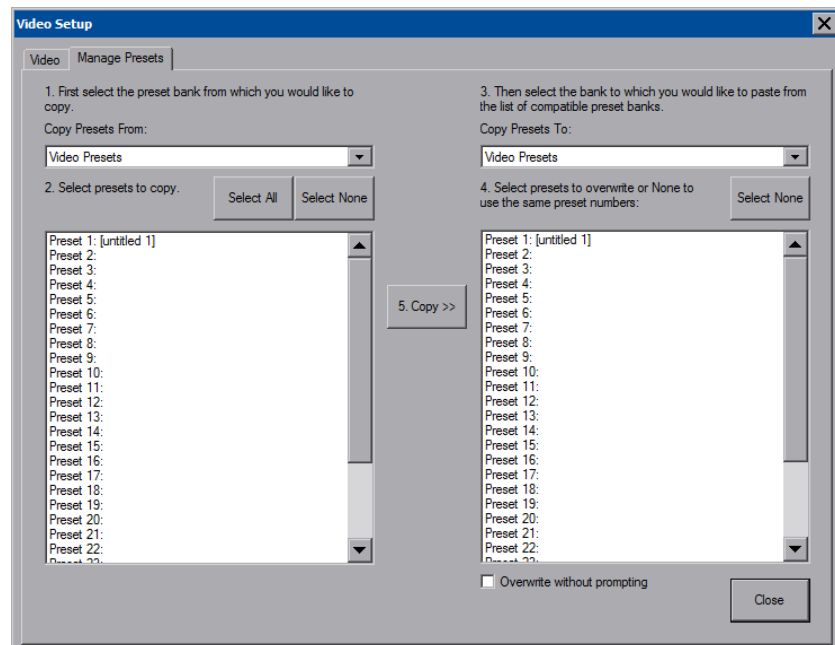 Video Setup
Video
Manage Presets
1. First select the preset bank from which you would like to
copy.
Copy Presets From:
Video Presets
2. Select presets to copy.
Select All
Select None
Preset 1: [untitled 1]
Preset 2:
Preset 3:
Preset 4:
Preset 5:
Preset 6:
Preset 7:
Preset 8:
Preset 9:
Preset 10:
Preset 11:
Preset 12:
Preset 13:
Preset 14:
Preset 15:
Preset 16:
Preset 17:
Preset 18:
Preset 19:
Preset 20:
Preset 21:
Preset 22:
5. Copy >>
3. Then select the bank to which you would like to paste from
the list of compatible preset banks.
Copy Presets To:
Video Presets
4. Select presets to overwrite or None to
use the same preset numbers:
Select None
Preset 1: [untitled 1]
Preset 2:
Preset 3:
Preset 4:
Preset 5:
Preset 6:
Preset 7:
Preset 8:
Preset 9:
Preset 10:
Preset 11:
Preset 12:
Preset 13:
Preset 14:
Preset 15:
Preset 16:
Preset 17:
Preset 18:
Preset 19:
Preset 20:
Preset 21:
Preset 22:
Overwrite without prompting
Close